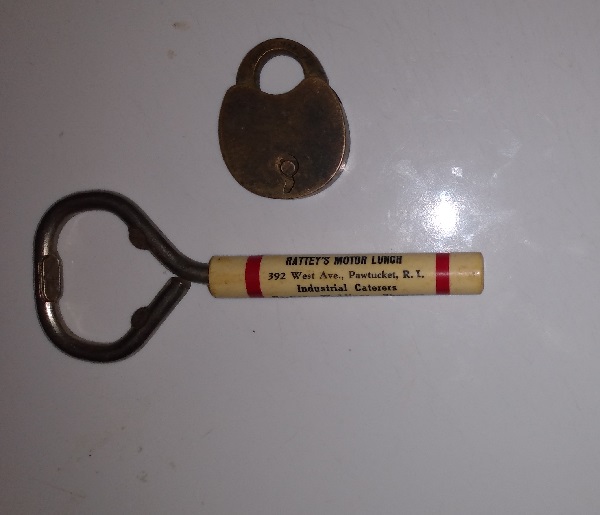 RATTEY'S MOTOR LUNCH
392 West Ave., Pawtucket, R. I.
Industrial Caterers